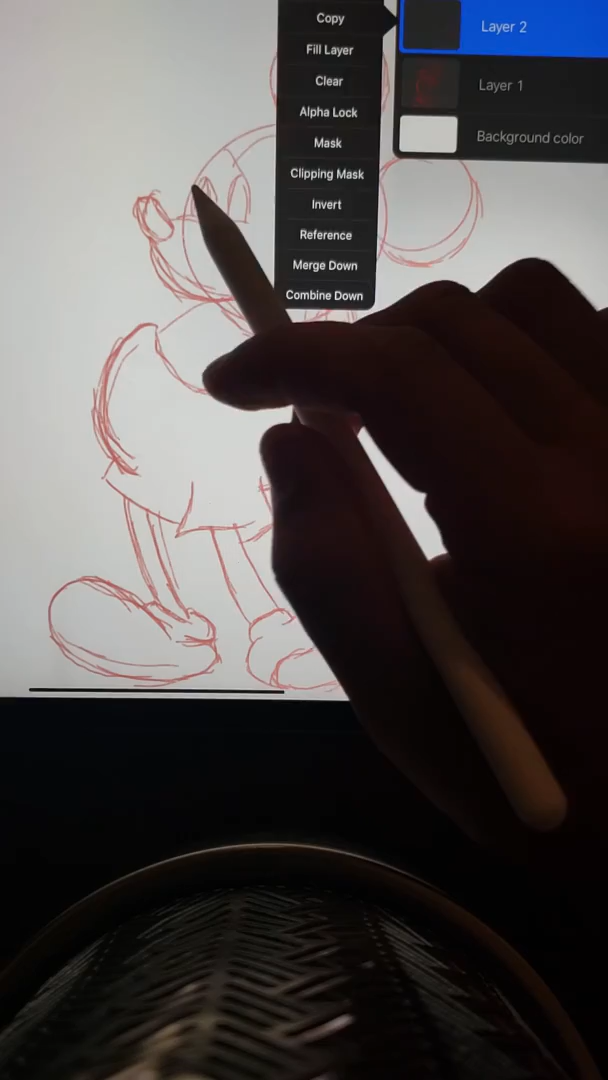 Copy
Fill Layer
Clear
Alpha Lock
Mask
Clipping Mask
Invert
Reference
Merge Down
Combine Down
Layer 2
Layer 1
Background color